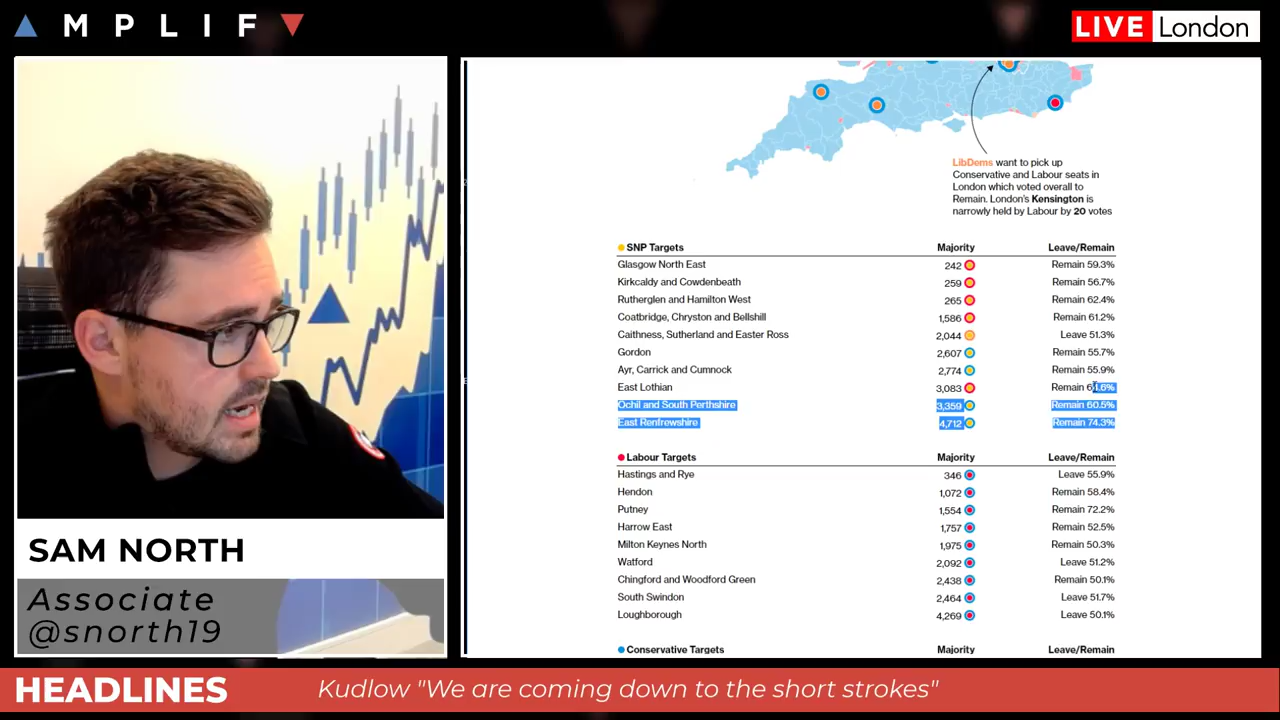 AMPLIFY
LIVE London
LibDems want to pick up
Conservative and Labour seats in
London which voted overall to
Remain. London's Kensington is
narrowly held by Labour by 20 votes
SNP Targets Majority Leave/Remain
Glasgow North East 242 Remain 59.3%
Kirkcaldy and Cowdenbeath 259 Remain 56.7%
Rutherglen and Hamilton West 265 Remain 62.4%
Coatbridge, Chryston and Bellshill 1,586 Remain 61.2%
Caithness, Sutherland and Easter Ross 2,044 Leave 51.3%
Gordon 2,607 Remain 55.7%
Ayr, Carrick and Cumnock 2,774 Remain 55.9%
East Lothian 3,083 Remain
Ochil and South Perthshire 3,359 Remain 60.5%
East Renfrewshire 4,712 Remain 74.3%
Labour Targets Majority Leave/Remain
Hastings and Rye 346 Leave 55.9%
Hendon 1,072 Remain 58.4%
Putney 1,554 Remain 72.2%
Harrow East 1,757 Remain 52.5%
Milton Keynes North 1,975 Remain 50.3%
Watford 2,092 Leave 51.2%
Chingford and Woodford Green 2,438 Remain 50.1%
South Swindon 2,464 Leave 51.7%
Loughborough 4,269 Leave 50.1%
Conservative Targets Majority Leave/Remain
SAM NORTH
Associate
@snorth19
HEADLINES Kudlow "We are coming down to the short strokes"